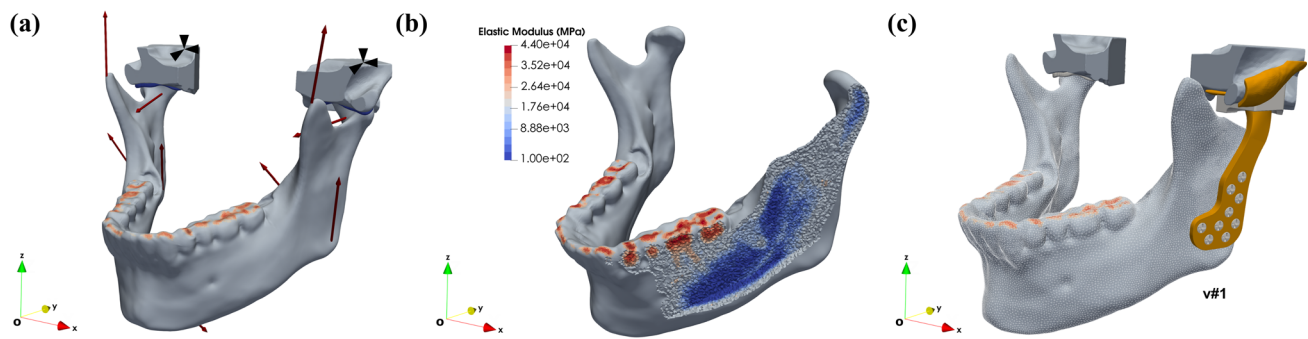 (a)
z
y
o
x
(b)
Elastic Modulus (MPa)
4.40e+04
3.52e+04
2.64e+04
1.76e+04
8.88e+03
1.00e+02
z
y
o
x
(c)
v#1
z
y
o
x